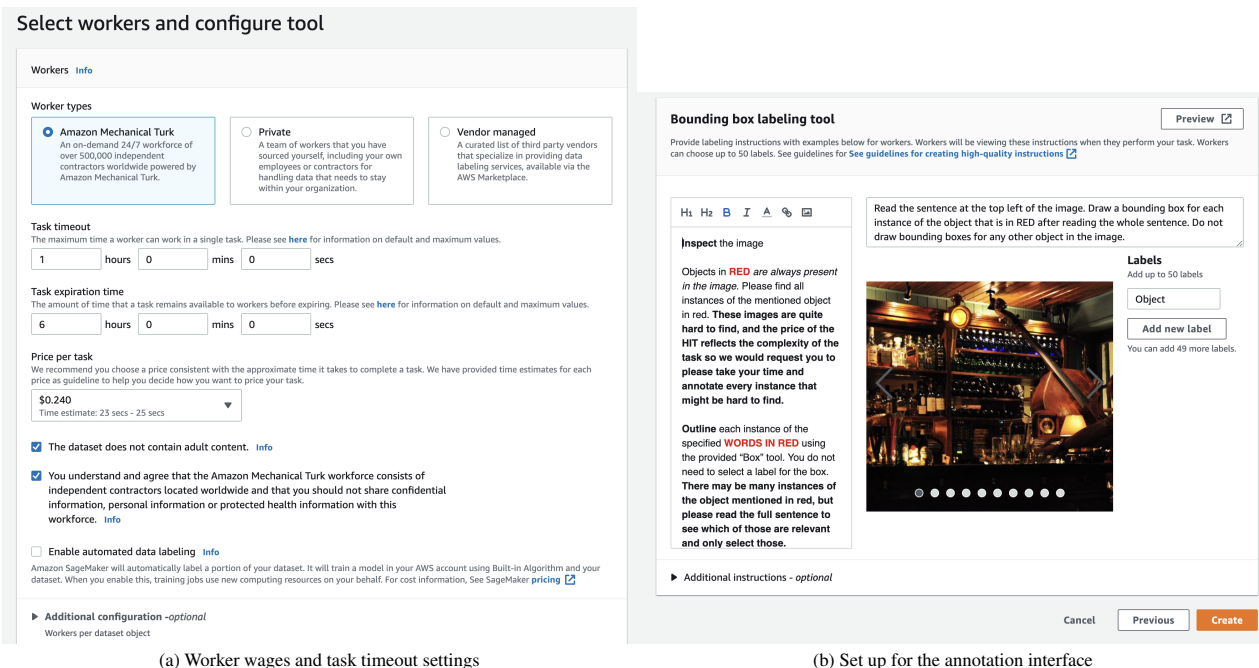 Select workers and configure tool
Workers Info
Worker types
Amazon Mechanical Turk
An on-demand 24/7 workforce of
over 500,000 independent
contractors worldwide powered by
Amazon Mechanical Turk.
Private
A team of workers that you have
sourced yourself, including your own
employees or contractors for
handling data that needs to stay
within your organization.
Vendor managed
A curated list of third party vendors
that specialize in providing data
labeling services, available via the
AWS Marketplace.
Task timeout
The maximum time a worker can work in a single task. Please see here for information on default and maximum values.
1 hours 0 mins 0 secs
Task expiration time
The amount of time that a task remains available to workers before expiring. Please see here for information on default and maximum values.
6 hours 0 mins 0 secs
Price per task
We recommend you choose a price consistent with the approximate time it takes to complete a task. We have provided time estimates for each
price as guideline to help you decide how you want to price your task.
$0.240
Time estimate: 23 secs - 25 secs
The dataset does not contain adult content. Info
You understand and agree that the Amazon Mechanical Turk workforce consists of
independent contractors located worldwide and that you should not share confidential
information, personal information or protected health information with this
workforce. Info
Enable automated data labeling Info
Amazon SageMaker will automatically label a portion of your dataset. It will train a model in your AWS account using Built-in Algorithm and your
dataset. When you enable this, training jobs use new computing resources on your behalf. For cost information, See SageMaker pricing
Additional configuration -optional
Workers per dataset object
(a) Worker wages and task timeout settings
Bounding box labeling tool
Preview
Provide labeling instructions with examples below for workers. Workers will be viewing these instructions when they perform your task. Workers
can choose up to 50 labels. See guidelines for See guidelines for creating high-quality instructions
H1 H2 B I A
Inspect the image
Objects in RED are always present
in the image. Please find all
instances of the mentioned object
in red. These images are quite
hard to find, and the price of the
HIT reflects the complexity of the
task so we would request you to
please take your time and
annotate every instance that
might be hard to find.
Outline each instance of the
specified WORDS IN RED using
the provided "Box" tool. You do not
need to select a label for the box.
There may be many instances of
the object mentioned in red, but
please read the full sentence to
see which of those are relevant
and only select those.
Read the sentence at the top left of the image. Draw a bounding box for each
instance of the object that is in RED after reading the whole sentence. Do not
draw bounding boxes for any other object in the image.
Labels
Add up to 50 labels
Object
Add new label
You can add 49 more labels.
Additional instructions - optional
Cancel Previous Create
(b) Set up for the annotation interface